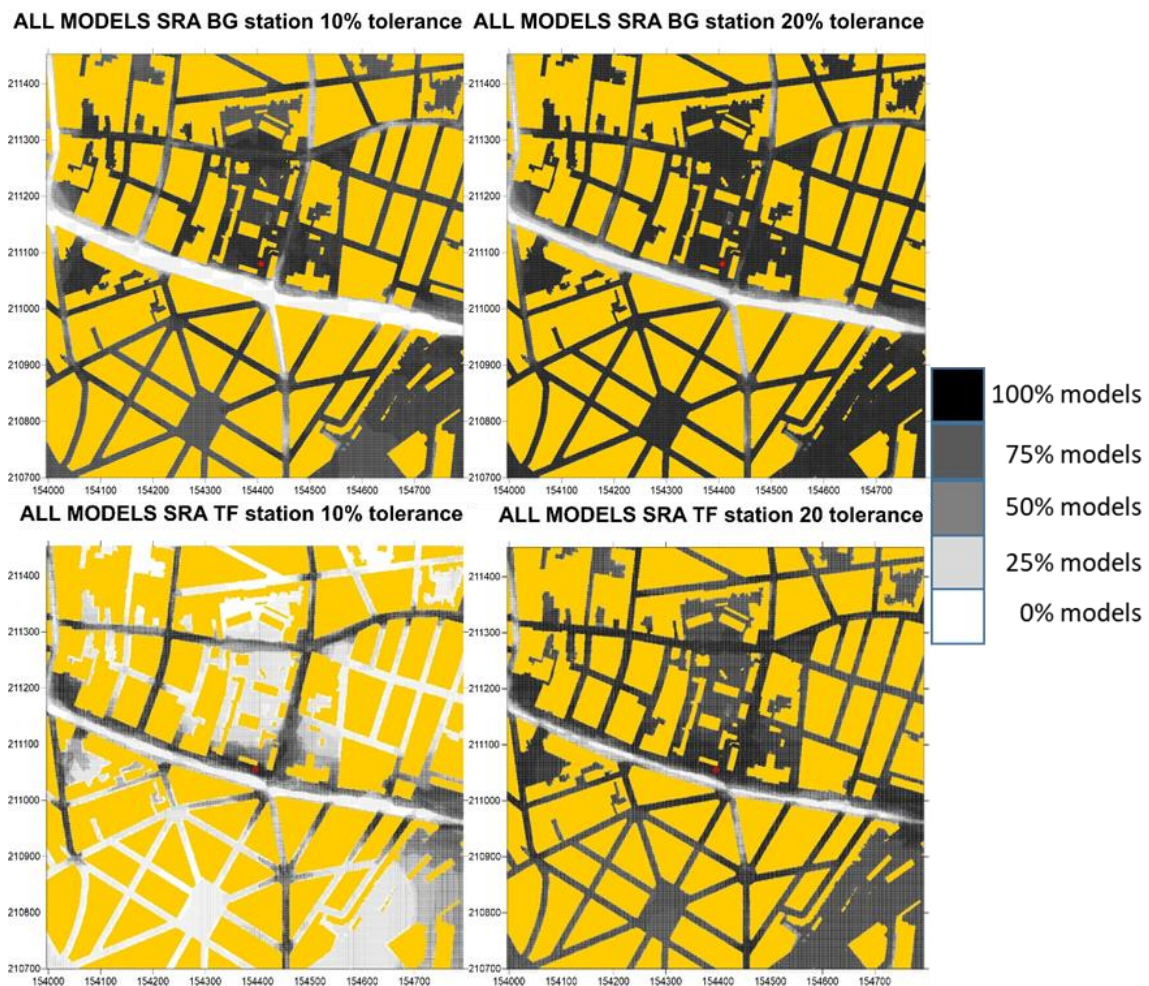 ALL MODELS SRA BG station 10% tolerance
ALL MODELS SRA BG station 20% tolerance
211400
211300
211200
211100
211000
210900
210800
210700
154000 154100 154200 154300 154400 154500 154600 154700
211400
211300
211200
211100
211000
210900
210800
210700
154000 154100 154200 154300 154400 154500 154600 154700
ALL MODELS SRA TF station 10% tolerance
ALL MODELS SRA TF station 20 tolerance
211400
211300
211200
211100
211000
210900
210800
210700
154000 154100 154200 154300 154400 154500 154600 154700
211400
211300
211200
211100
211000
210900
210800
210700
154000 154100 154200 154300 154400 154500 154600 154700
100% models
75% models
50% models
25% models
0% models